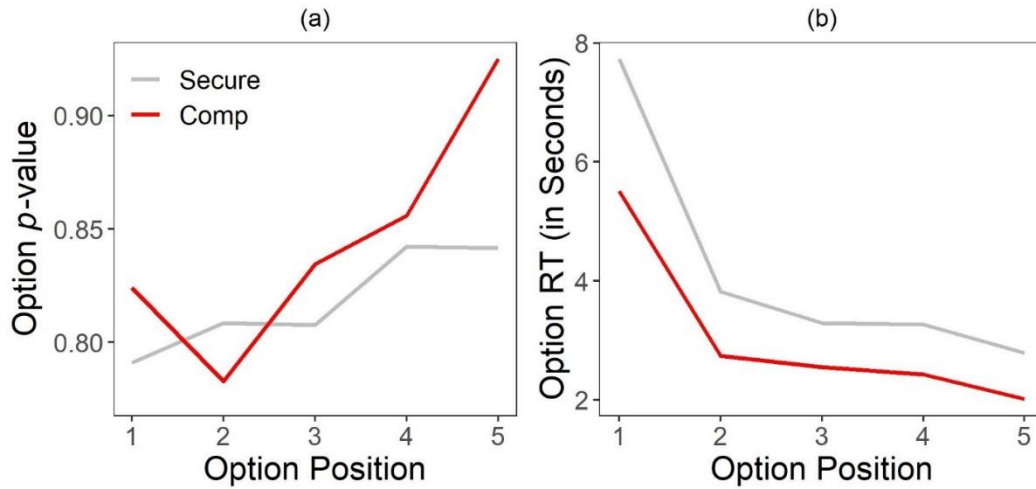 (a)
Secure
Comp
Option p-value
0.90
0.85
0.80
1 2 3 4 5
Option Position
(b)
Option RT (in Seconds)
8
6
4
2
1 2 3 4 5
Option Position